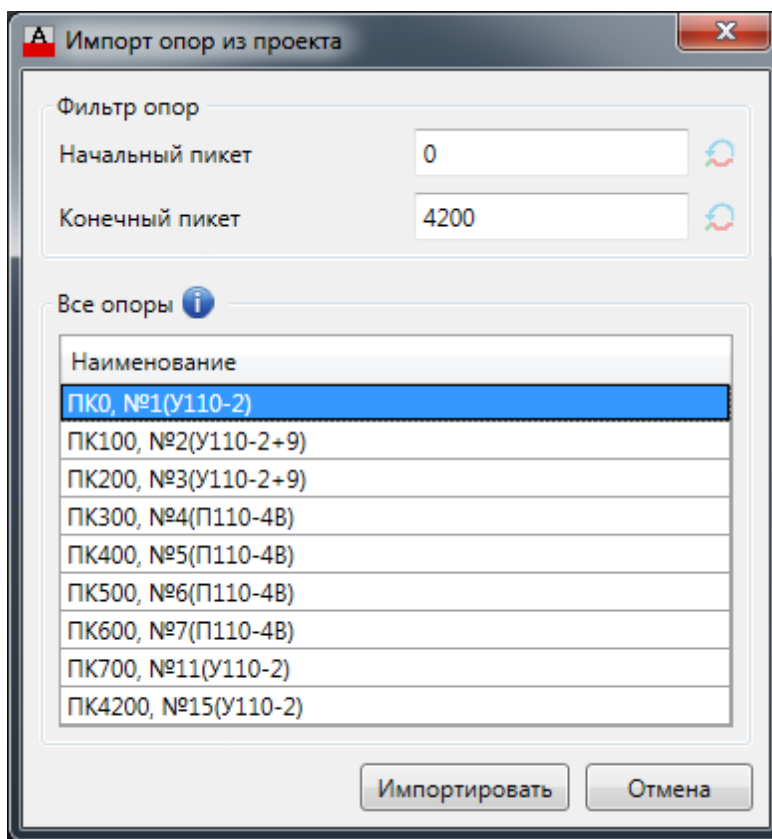 Импорт опор из проекта
Фильтр опор
Начальный пикет 0
Конечный пикет 4200
Все опоры
Наименование
ПК0, №1(У110-2)
ПК100, №2(У110-2+9)
ПК200, №3(У110-2+9)
ПК300, №4(П110-4В)
ПК400, №5(П110-4В)
ПК500, №6(П110-4В)
ПК600, №7(П110-4В)
ПК700, №11(У110-2)
ПК4200, №15(У110-2)
Импортировать Отмена